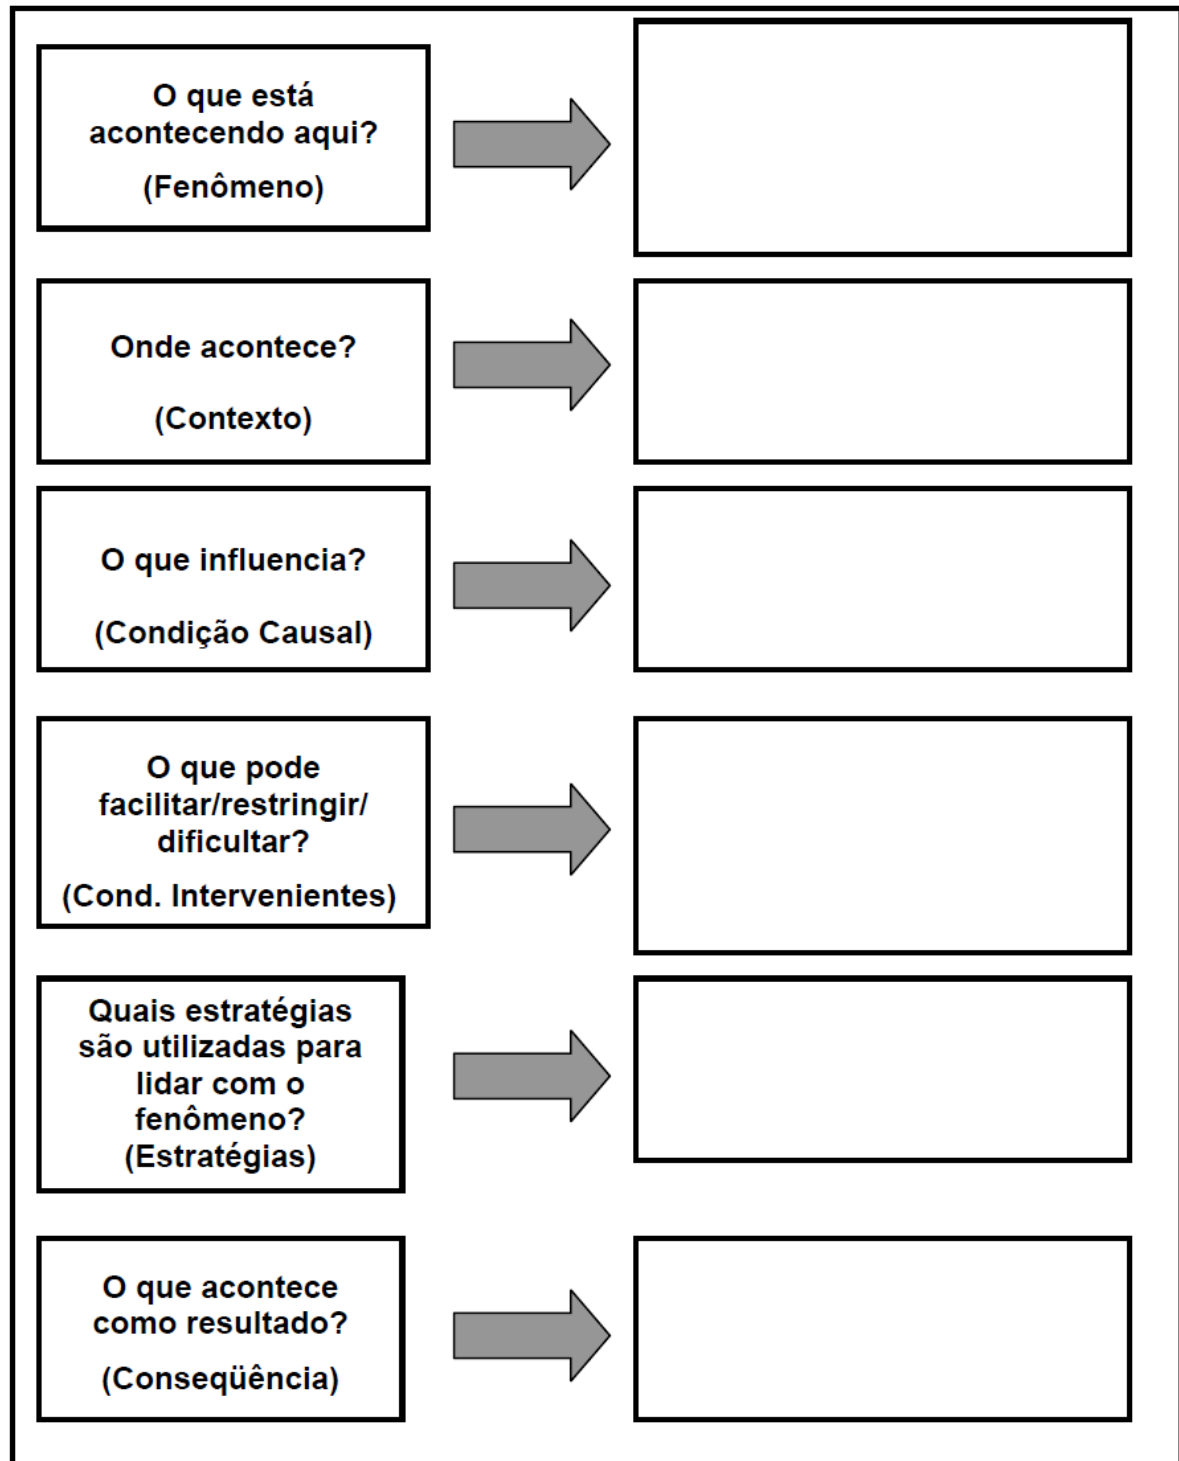 O que está
acontecendo aqui?
(Fenômeno)
Onde acontece?
(Contexto)
O que influencia?
(Condição Causal)
O que pode
facilitar/restringir/
dificultar?
(Cond. Intervenientes)
Quais estratégias
são utilizadas para
lidar com o
fenômeno?
(Estratégias)
O que acontece
como resultado?
(Conseqüência)